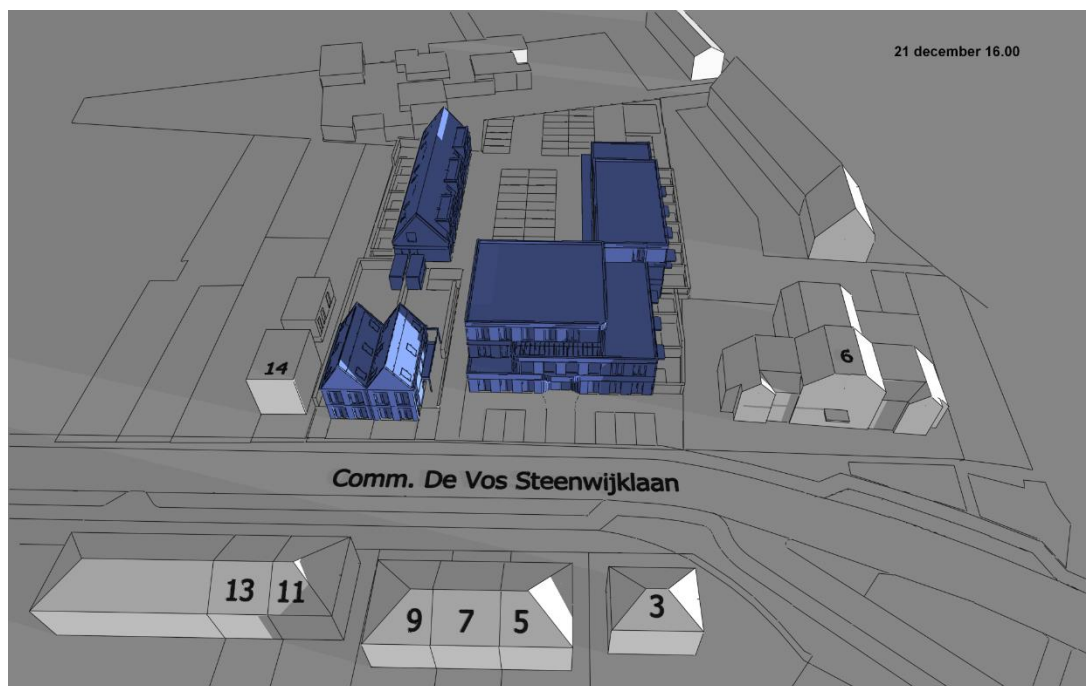 21 december 16.00
14
6
Comm. De Vos Steenwijklaan
13 11
9 7 5
3